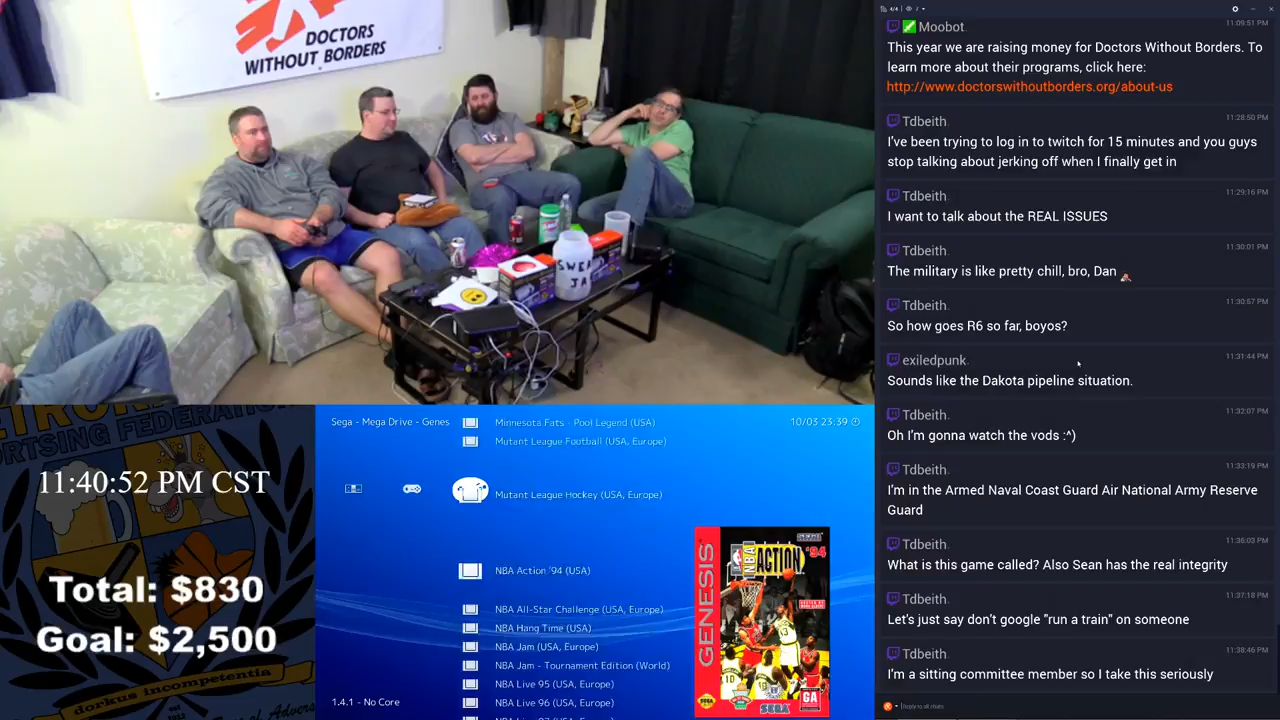 DOCTORS
WITHOUT BORDERS
SWEAR
JA
11:40:52 PM CST
Total: $830
Goal: $2,500
dorkus incompetentia
Sega - Mega Drive - Genes
10/03 23:39
Minnesota Fats - Pool Legend (USA)
Mutant League Football (USA, Europe)
Mutant League Hockey (USA, Europe)
NBA Action '94 (USA)
NBA All-Star Challenge (USA, Europe)
NBA Hang Time (USA)
NBA Jam (USA, Europe)
NBA Jam - Tournament Edition (World)
NBA Live 95 (USA, Europe)
NBA Live 96 (USA, Europe)
1.4.1 - No Core
GENESIS
SEGA
NBA ACTION '94
GA
SEGA
4/4
Moobot.
11:09:51 PM
This year we are raising money for Doctors Without Borders. To
learn more about their programs, click here:
http://www.doctorswithoutborders.org/about-us
Tdbeith.
11:28:50 PM
I've been trying to log in to twitch for 15 minutes and you guys
stop talking about jerking off when I finally get in
Tdbeith.
11:29:16 PM
I want to talk about the REAL ISSUES
Tdbeith.
11:30:01 PM
The military is like pretty chill, bro, Dan
Tdbeith.
11:30:57 PM
So how goes R6 so far, boyos?
exiledpunk.
11:31:44 PM
Sounds like the Dakota pipeline situation.
Tdbeith.
11:32:07 PM
Oh I'm gonna watch the vods :^)
Tdbeith.
11:33:19 PM
I'm in the Armed Naval Coast Guard Air National Army Reserve
Guard
Tdbeith.
11:36:03 PM
What is this game called? Also Sean has the real integrity
Tdbeith.
11:37:18 PM
Let's just say don't google "run a train" on someone
Tdbeith.
11:38:46 PM
I'm a sitting committee member so I take this seriously
Reply to all chats